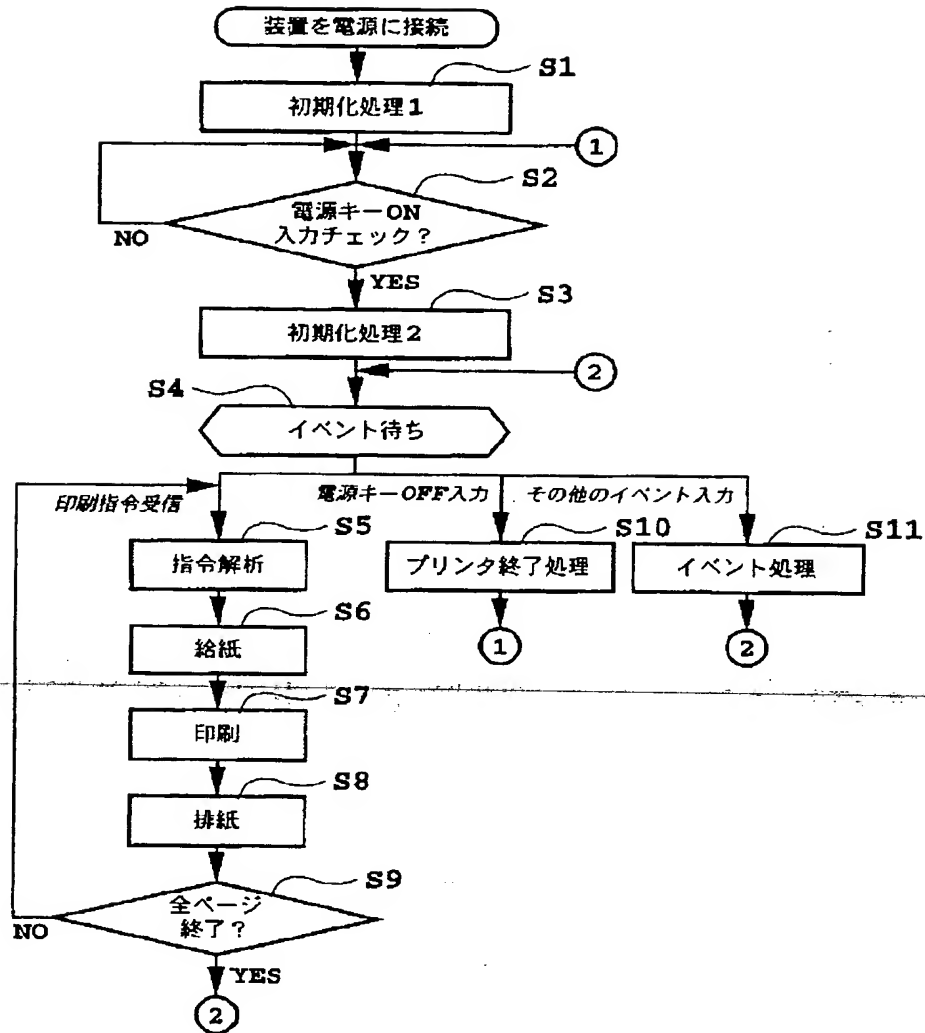 装置を電源に接続
S1
初期化処理1
1
S2
電源キーON
入力チェック?
NO
YES
S3
初期化処理2
2
S4
イベント待ち
印刷指令受信
電源キーOFF入力
その他のイベント入力
S5
S10
S11
指令解析
プリンタ終了処理
イベント処理
S6
1
2
給紙
S7
印刷
S8
排紙
S9
全ページ
終了?
NO
YES
2